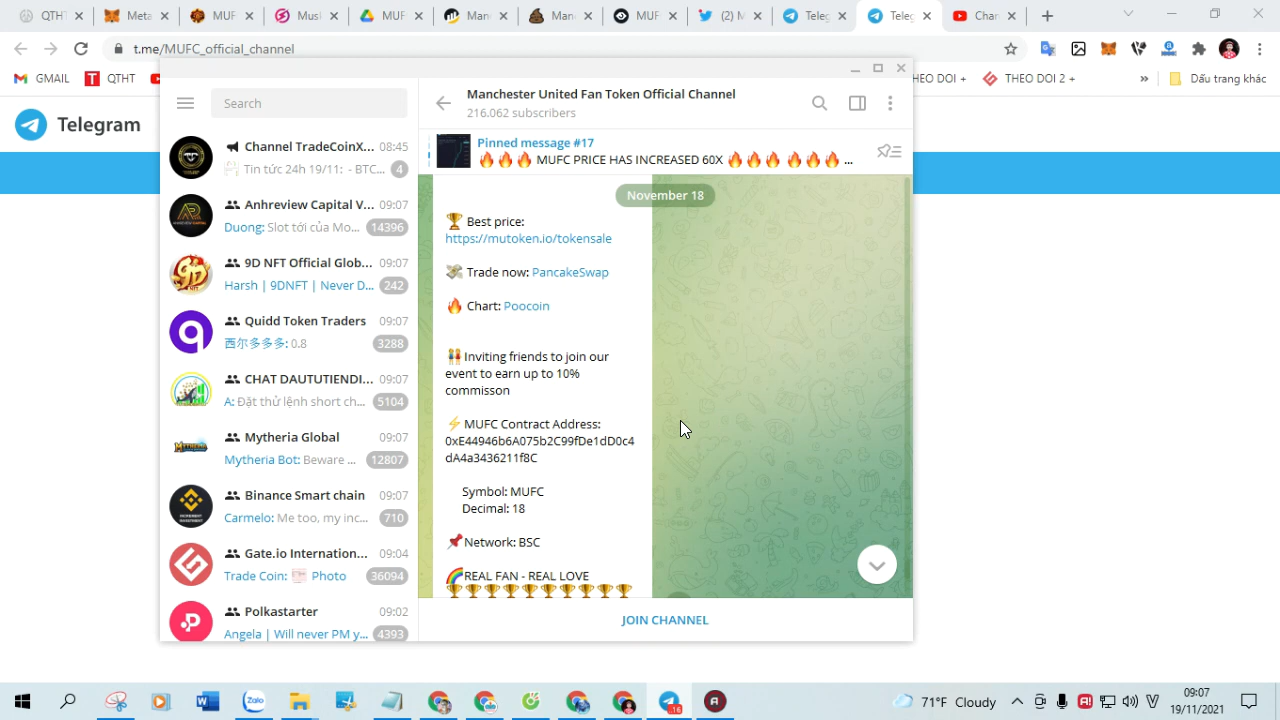 QTHT
Meta
MUF
Musl
MUF
Man
Man
MUF
(2) M
Teleg
Teleg
Chan
t.me/MUFC_official_channel
GMAIL
QTHT
HEO DOI +
THEO DOI 2 +
»
Dấu trang khác
Telegram
Search
Channel TradeCoinX... 08:45
Tin tức 24h 19/11: - BTC... 4
Anhreview Capital V... 09:07
Duong: Slot tới của Mo... 14396
9D NFT Official Glob... 09:07
Harsh | 9DNFT | Never D... 242
Quidd Token Traders 09:07
西尔多多多: 0.8 3288
CHAT DAUTUTIENDI... 09:07
A: Đặt thử lệnh short ch... 5104
Mytheria Global 09:07
Mytheria Bot: Beware ... 12807
Binance Smart chain 09:07
Carmelo: Me too, my inc... 710
Gate.io Internation... 09:04
Trade Coin: Photo 36094
Polkastarter 09:02
Angela | Will never PM y... 4393
Manchester United Fan Token Official Channel
216.062 subscribers
Pinned message #17
🔥🔥🔥 MUFC PRICE HAS INCREASED 60X 🔥🔥🔥 🔥🔥🔥 ...
November 18
🏆 Best price:
https://mutoken.io/tokensale
💸 Trade now: PancakeSwap
🔥 Chart: Poocoin
👭Inviting friends to join our
event to earn up to 10%
commisson
⚡MUFC Contract Address:
0xE44946b6A075b2C99fDe1dD0c4
dA4a3436211f8C
Symbol: MUFC
Decimal: 18
📌Network: BSC
🌈REAL FAN - REAL LOVE
🏆🏆🏆🏆🏆🏆🏆🏆🏆🏆
JOIN CHANNEL
Zalo
16
71°F Cloudy
09:07
19/11/2021